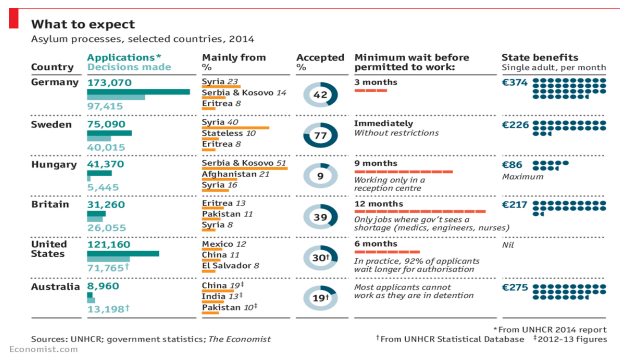 What to expect
Asylum processes, selected countries, 2014
Country
Applications*
Decisions made
Mainly from
%
Accepted
%
Minimum wait before
permitted to work:
State benefits
Single adult, per month
Germany
173,070
97,415
Syria 23
Serbia & Kosovo 14
Eritrea 8
42
3 months
€374
Sweden
75,090
40,015
Syria 40
Stateless 10
Eritrea 8
77
Immediately
Without restrictions
€226
Hungary
41,370
5,445
Serbia & Kosovo 51
Afghanistan 21
Syria 16
9
9 months
Working only in a
reception centre
€86
Maximum
Britain
31,260
26,055
Eritrea 13
Pakistan 11
Syria 8
39
12 months
Only jobs where gov't sees a
shortage (medics, engineers, nurses)
€217
United
States
121,160
71,765†
Mexico 12
China 11
El Salvador 8
30†
6 months
In practice, 92% of applicants
wait longer for authorisation
Nil
Australia
8,960
13,198†
China 19‡
India 13‡
Pakistan 10‡
19†
Most applicants cannot
work as they are in detention
€275
*From UNHCR 2014 report
Sources: UNHCR; government statistics; The Economist
†From UNHCR Statistical Database ‡2012-13 figures
Economist.com